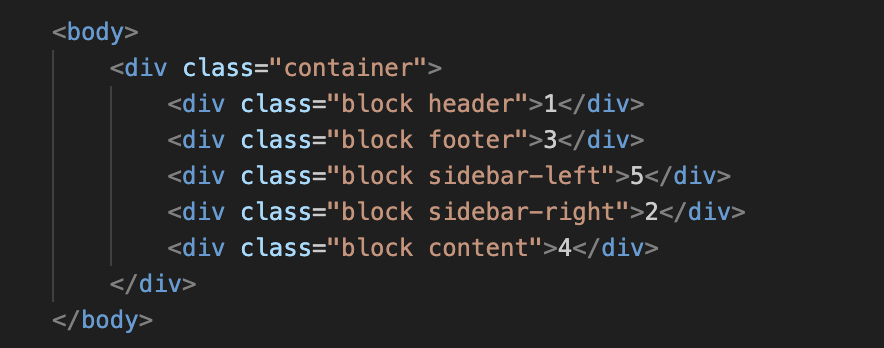 <body>
<div class="container">
<div class="block header">1</div>
<div class="block footer">3</div>
<div class="block sidebar-left">5</div>
<div class="block sidebar-right">2</div>
<div class="block content">4</div>
</div>
</body>